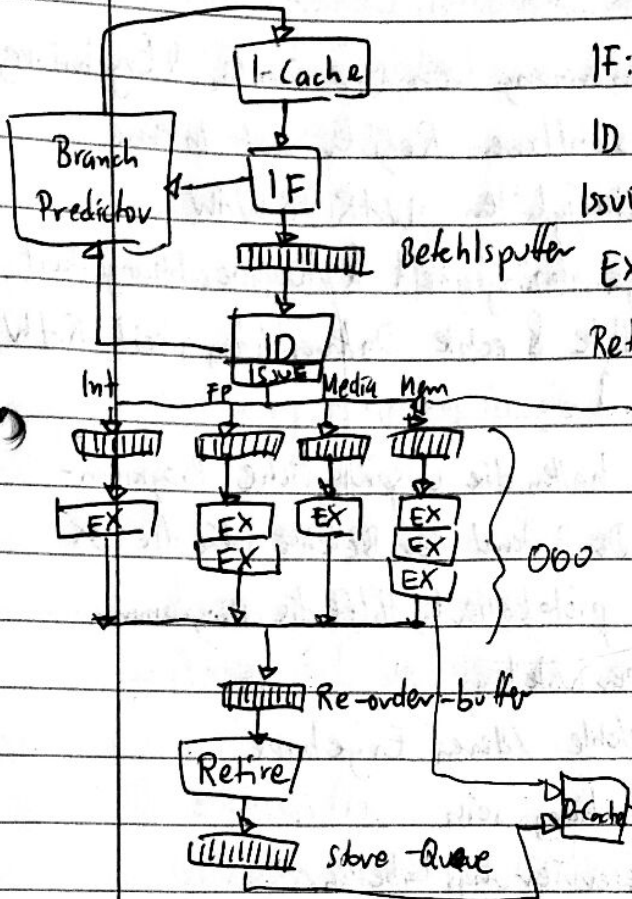 I-Cache
IF:
Branch
Predictor
IF
ID
Issui
Befehlspuffer
EX
ID
Ret
ISSUE
Int
FP
Media
Mem
EX
EX
EX
EX
EX
EX
EX
OOO
Re-order-buffer
Retire
D-Cache
Store-Queue